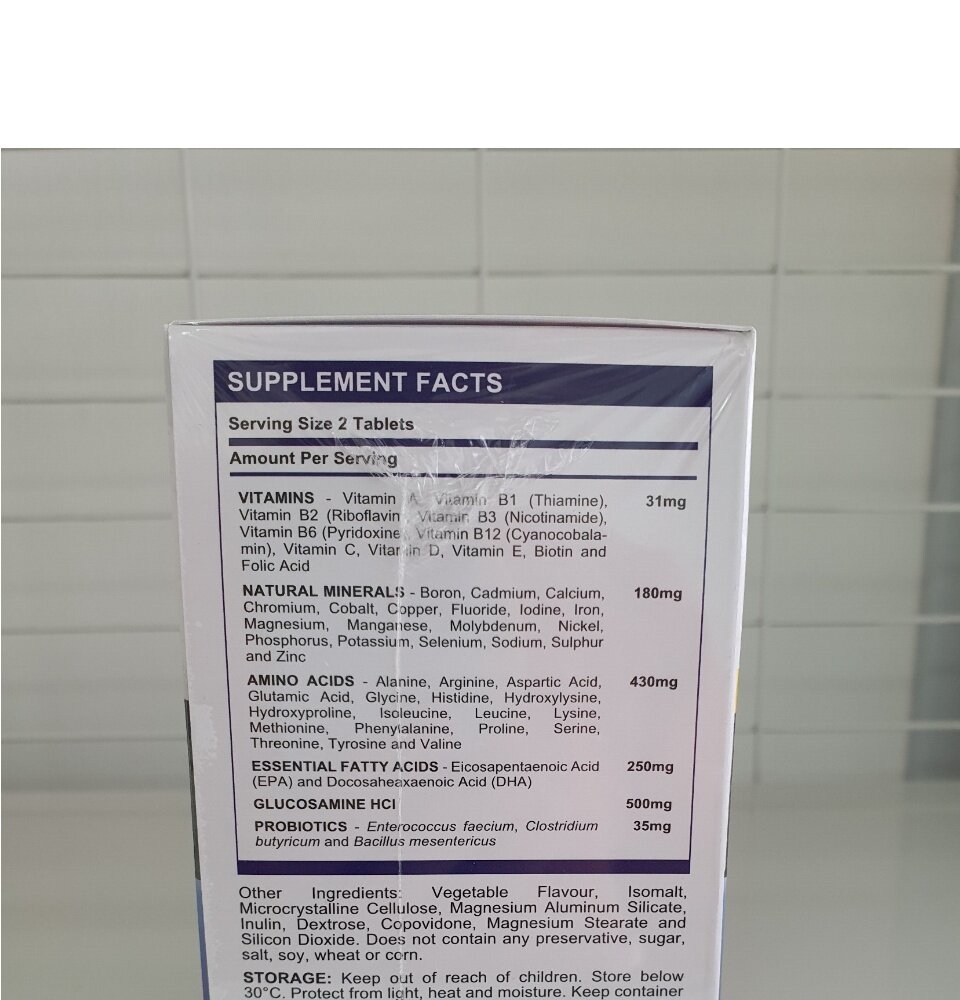 SUPPLEMENT FACTS
Serving Size 2 Tablets
Amount Per Serving
VITAMINS - Vitamin A, Vitamin B1 (Thiamine), 31mg
Vitamin B2 (Riboflavin), Vitamin B3 (Nicotinamide),
Vitamin B6 (Pyridoxine), Vitamin B12 (Cyanocobala-
min), Vitamin C, Vitamin D, Vitamin E, Biotin and
Folic Acid
NATURAL MINERALS - Boron, Cadmium, Calcium, 180mg
Chromium, Cobalt, Copper, Fluoride, Iodine, Iron,
Magnesium, Manganese, Molybdenum, Nickel,
Phosphorus, Potassium, Selenium, Sodium, Sulphur
and Zinc
AMINO ACIDS - Alanine, Arginine, Aspartic Acid, 430mg
Glutamic Acid, Glycine, Histidine, Hydroxylysine,
Hydroxyproline, Isoleucine, Leucine, Lysine,
Methionine, Phenylalanine, Proline, Serine,
Threonine, Tyrosine and Valine
ESSENTIAL FATTY ACIDS - Eicosapentaenoic Acid 250mg
(EPA) and Docosaheaxaenoic Acid (DHA)
GLUCOSAMINE HCl 500mg
PROBIOTICS - Enterococcus faecium, Clostridium 35mg
butyricum and Bacillus mesentericus
Other Ingredients: Vegetable Flavour, Isomalt,
Microcrystalline Cellulose, Magnesium Aluminum Silicate,
Inulin, Dextrose, Copovidone, Magnesium Stearate and
Silicon Dioxide. Does not contain any preservative, sugar,
salt, soy, wheat or corn.
STORAGE: Keep out of reach of children. Store below
30°C. Protect from light, heat and moisture. Keep container